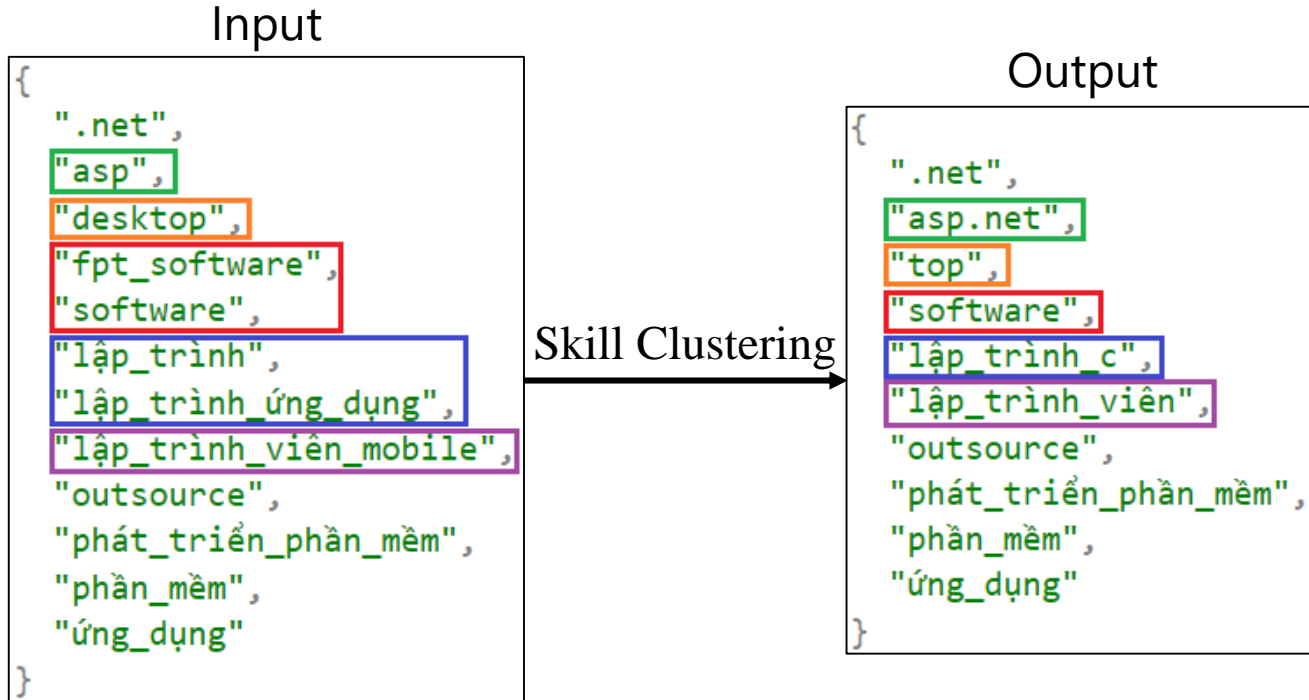 Input
{
".net",
"asp",
"desktop",
"fpt_software",
"software",
"lập_trình",
"lập_trình_ứng_dụng",
"lập_trình_viên_mobile",
"outsource",
"phát_triển_phần_mềm",
"phần_mềm",
"ứng_dụng"
}
Skill Clustering
Output
{
".net",
"asp.net",
"top",
"software",
"lập_trình_c",
"lập_trình_viên",
"outsource",
"phát_triển_phần_mềm",
"phần_mềm",
"ứng_dụng"
}